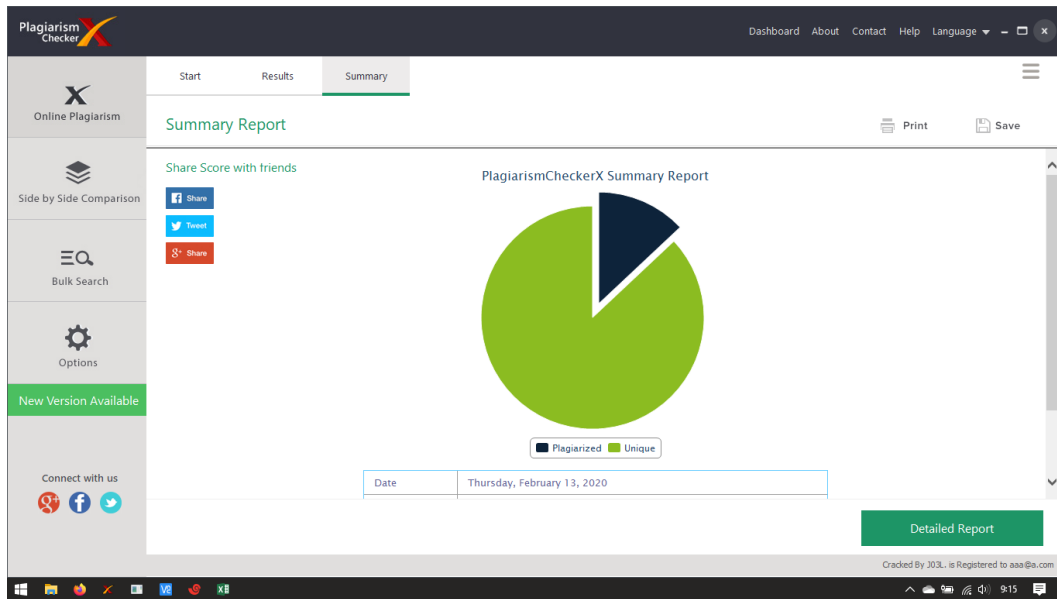 Plagiarism
Checker
Dashboard About Contact Help Language
Online Plagiarism
Side by Side Comparison
Bulk Search
Options
New Version Available
Connect with us
Start Results Summary
Summary Report
Print Save
Share Score with friends
Share
Tweet
Share
PlagiarismCheckerX Summary Report
Plagiarized Unique
Date Thursday, February 13, 2020
Detailed Report
Cracked By J03L. is Registered to aaa@a.com
9:15